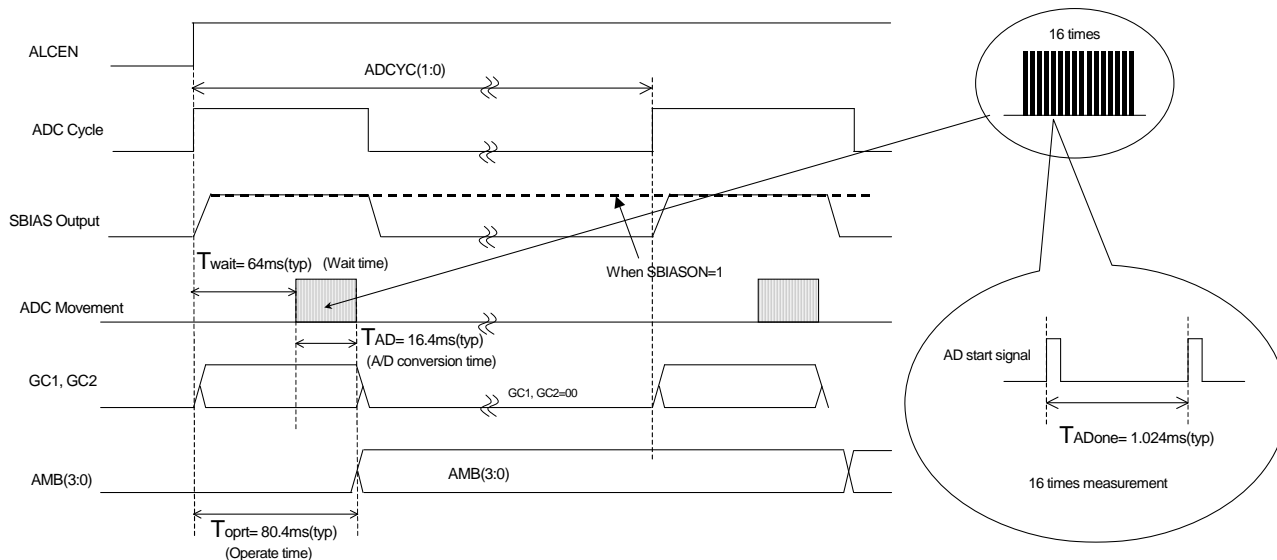 ALCEN
16 times
ADCYC(1:0)
ADC Cycle
SBIAS Output
When SBIASON=1
Twait= 64ms(typ) (Wait time)
ADC Movement
TAD= 16.4ms(typ)
(A/D conversion time)
AD start signal
GC1, GC2
GC1, GC2=00
TADone= 1.024ms(typ)
AMB(3:0)
AMB(3:0)
16 times measurement
Toprt= 80.4ms(typ)
(Operate time)